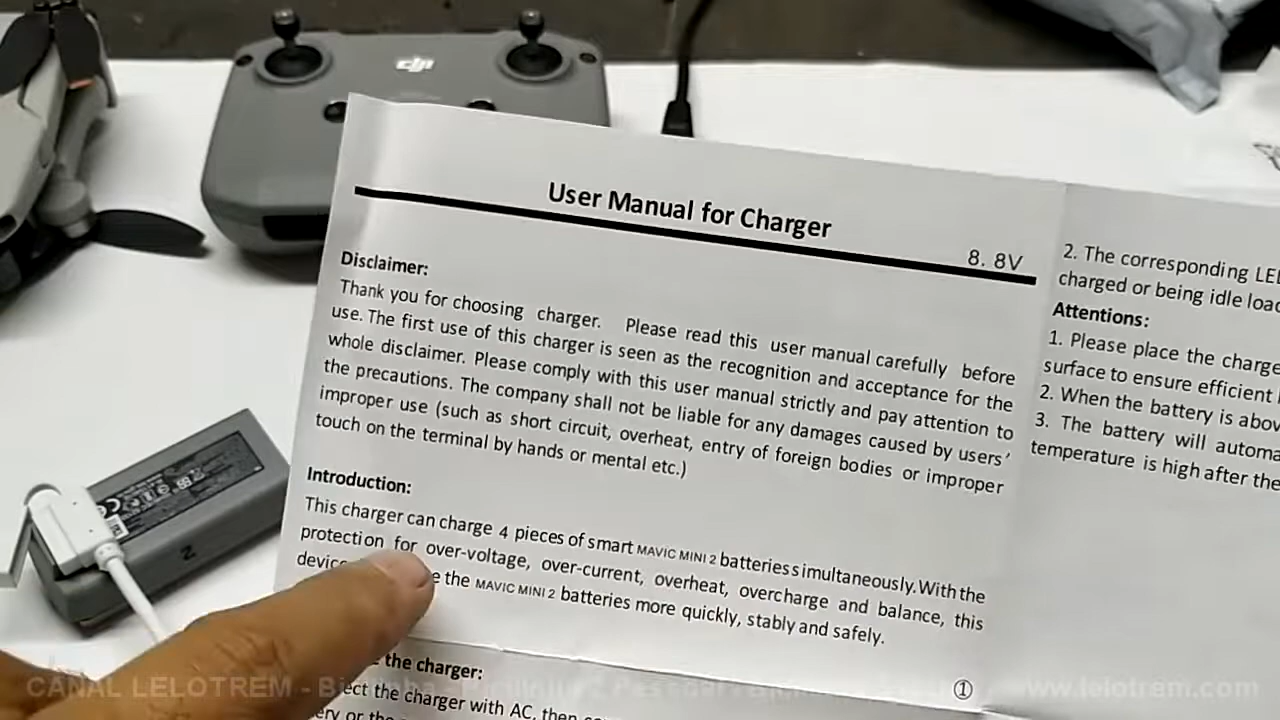 dji
User Manual for Charger
8. 8V
Disclaimer:
Thank you for choosing charger. Please read this user manual carefully before
use. The first use of this charger is seen as the recognition and acceptance for the
whole disclaimer. Please comply with this user manual strictly and pay attention to
the precautions. The company shall not be liable for any damages caused by users'
improper use (such as short circuit, overheat, entry of foreign bodies or improper
touch on the terminal by hands or mental etc.)
Introduction:
This charger can charge 4 pieces of smart MAVIC MINI 2 batteries simultaneously. With the
protection for over-voltage, over-current, overheat, overcharge and balance, this
the MAVIC MINI 2 batteries more quickly, stably and safely.
the charger:
the charger with AC, then
①
2. The corresponding
charged or being idle
Attentions:
1. Please place the
surface to ensure efficient
2. When the battery is
3. The battery will
temperature is high after the
2
CANAL LELOTREM -
www.lelotrem.com